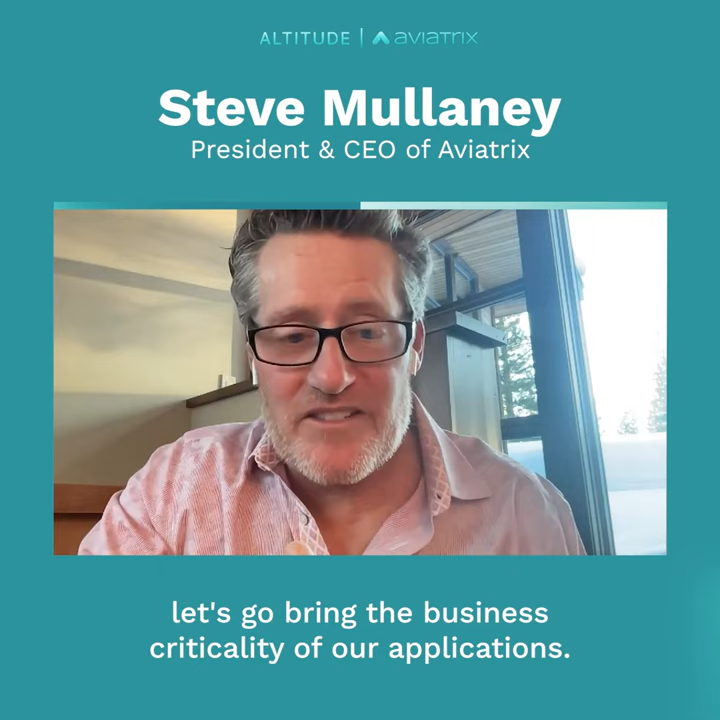 ALTITUDE | aviatrix
Steve Mullaney
President & CEO of Aviatrix
let's go bring the business
criticality of our applications.